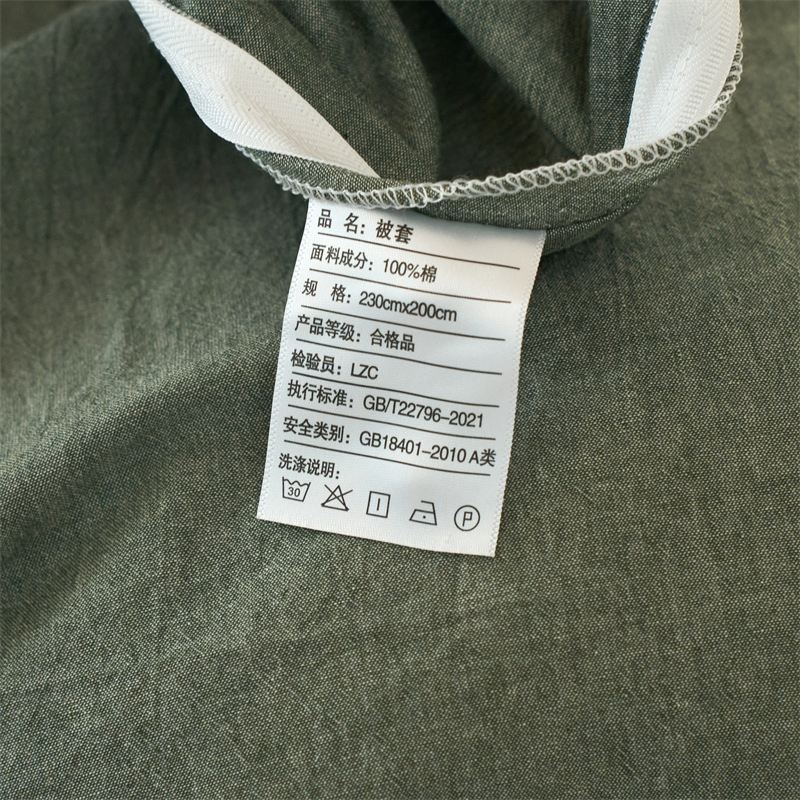 品 名：被套
面料成分：100%棉
规 格：230cmx200cm
产品等级：合格品
检验员：LZC
执行标准：GB/T22796-2021
安全类别：GB18401-2010 A类
洗涤说明：
30 P